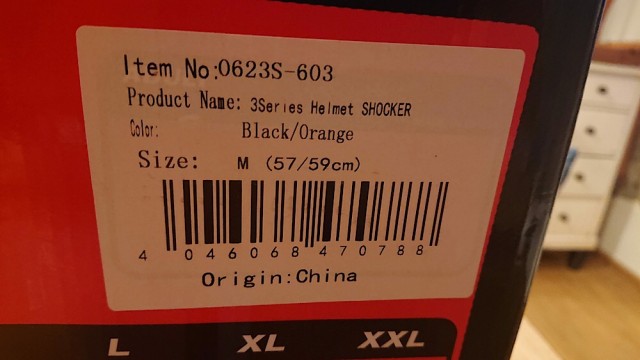 Item No:0623S-603
Product Name: 3Series Helmet SHOCKER
Color: Black/Orange
Size: M (57/59cm)
4 046068 470788
Origin:China
L XL XXL